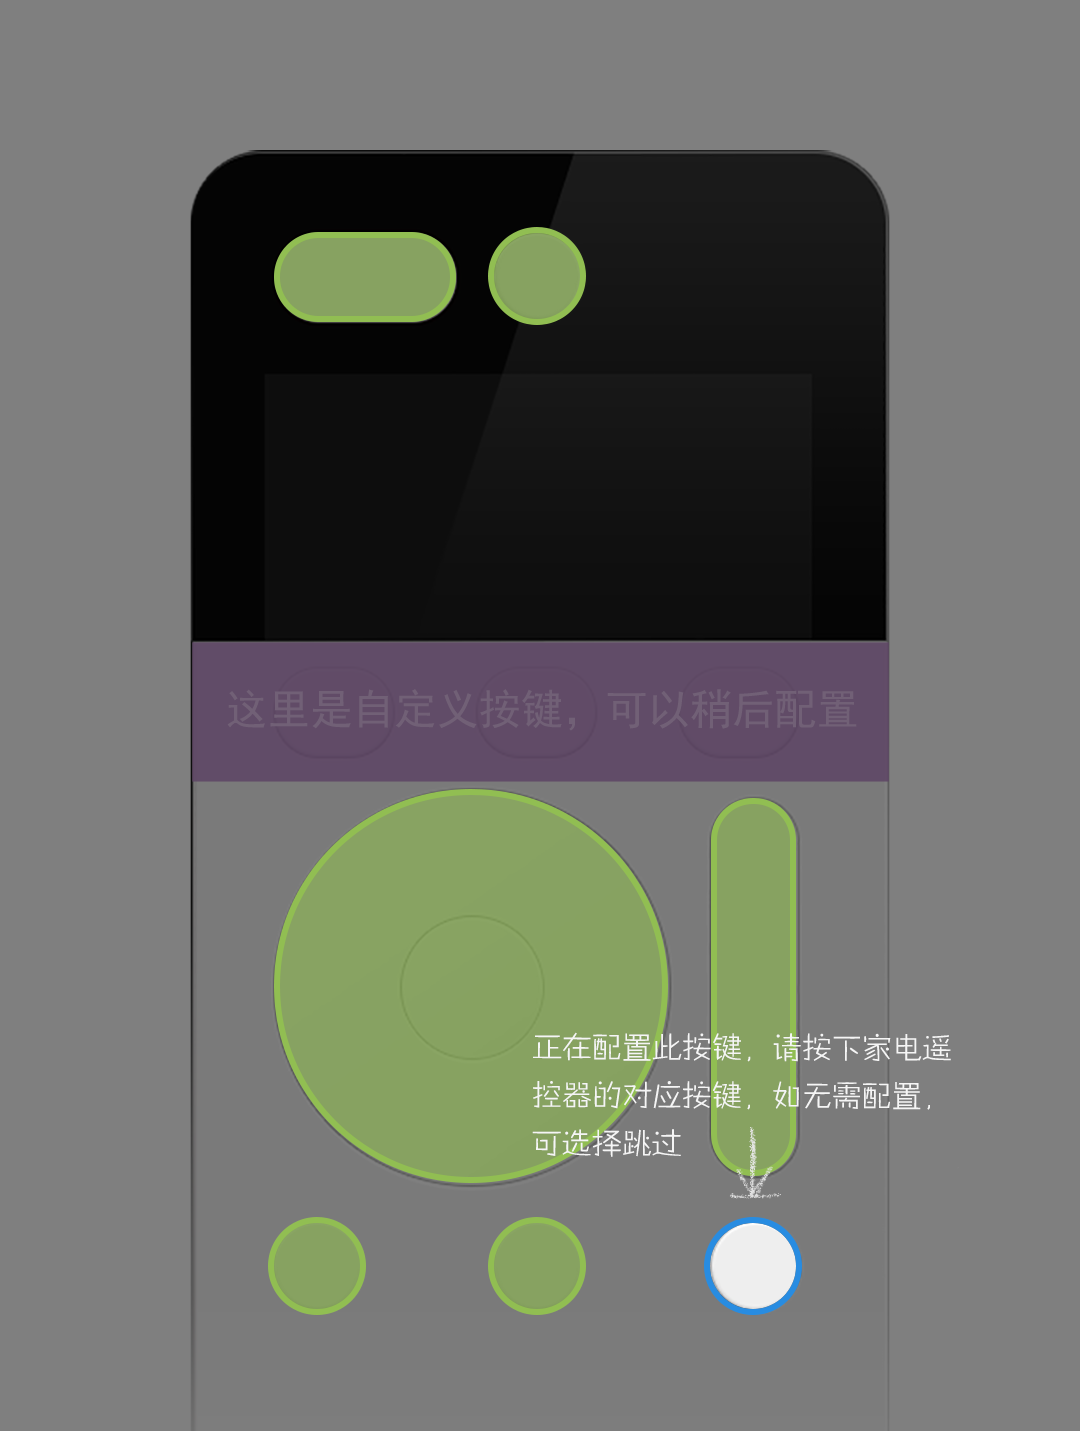 这里是自定义按键，可以稍后配置
正在配置此按键，请按下家电遥
控器的对应按键，如无需配置，
可选择跳过